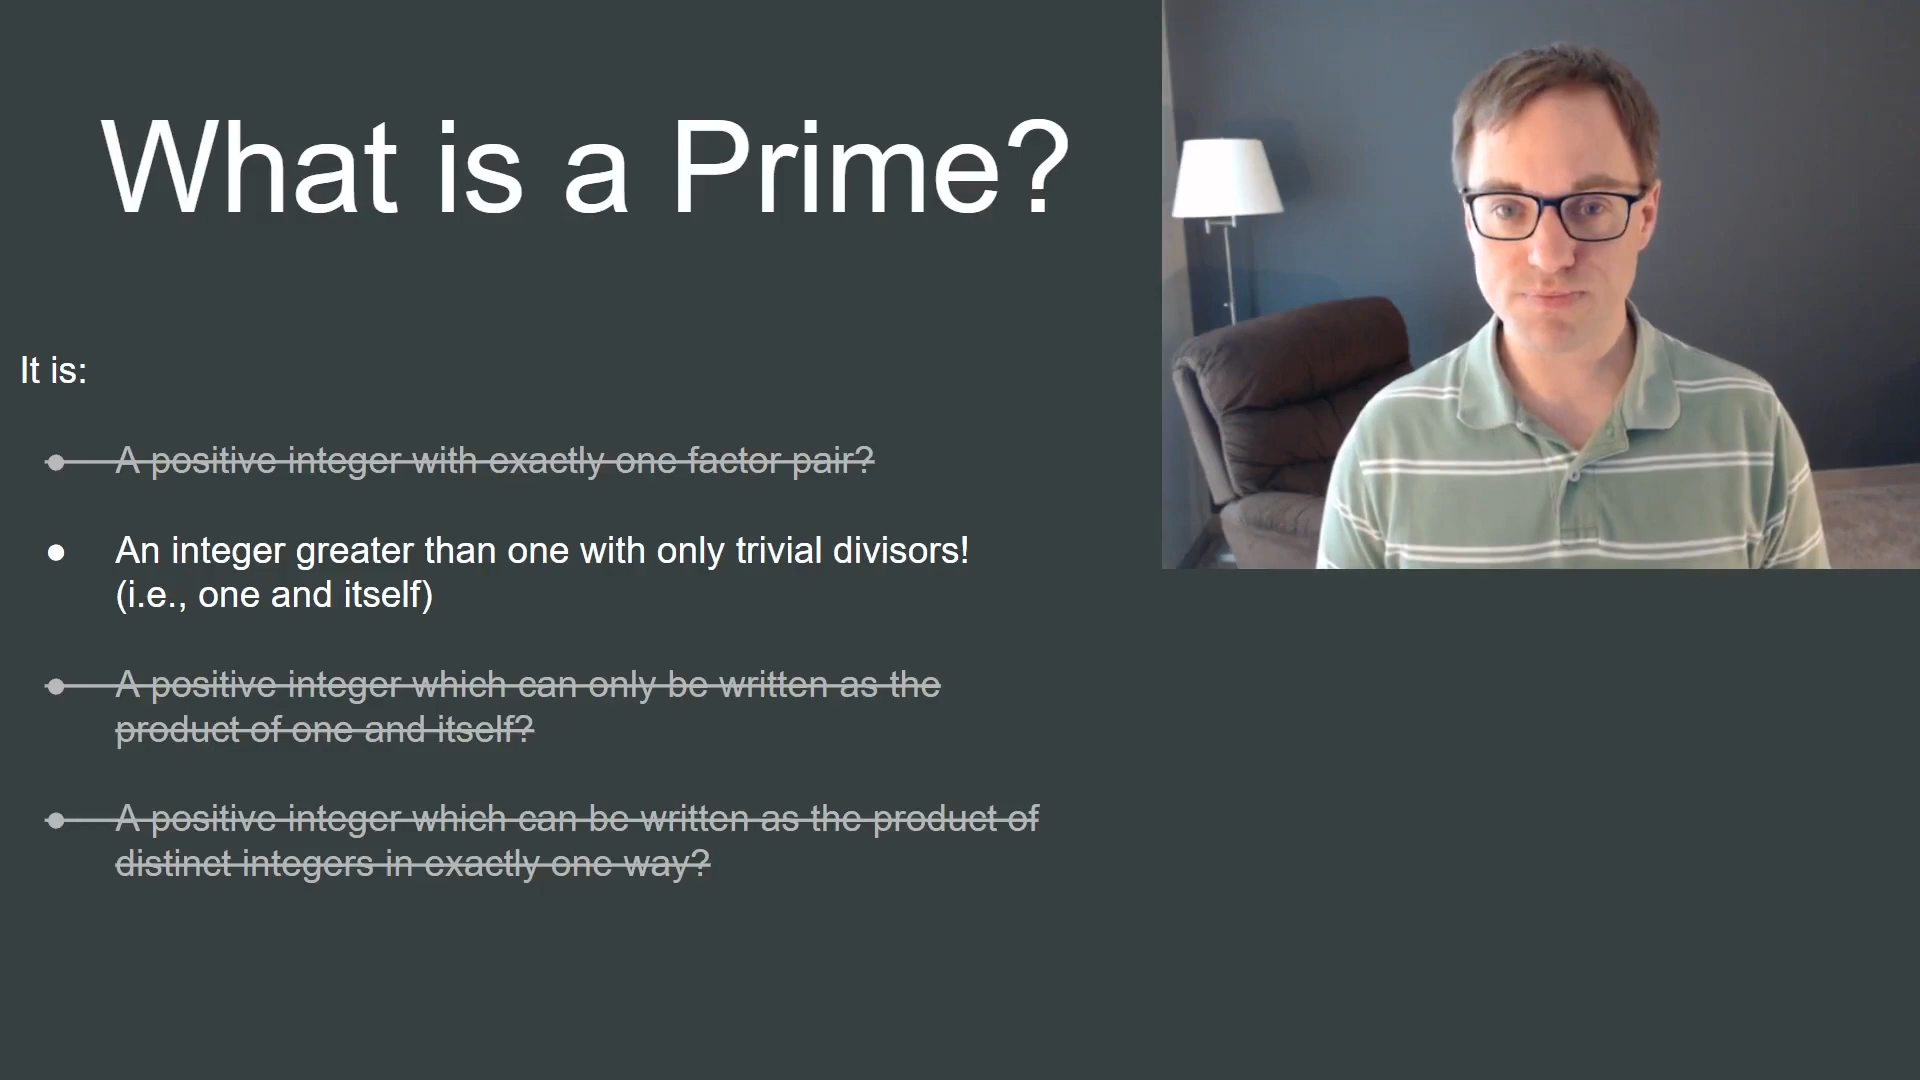 What is a Prime?
It is:
● A positive integer with exactly one factor pair?
● An integer greater than one with only trivial divisors!
(i.e., one and itself)
● A positive integer which can only be written as the
product of one and itself?
● A positive integer which can be written as the product of
distinct integers in exactly one way?